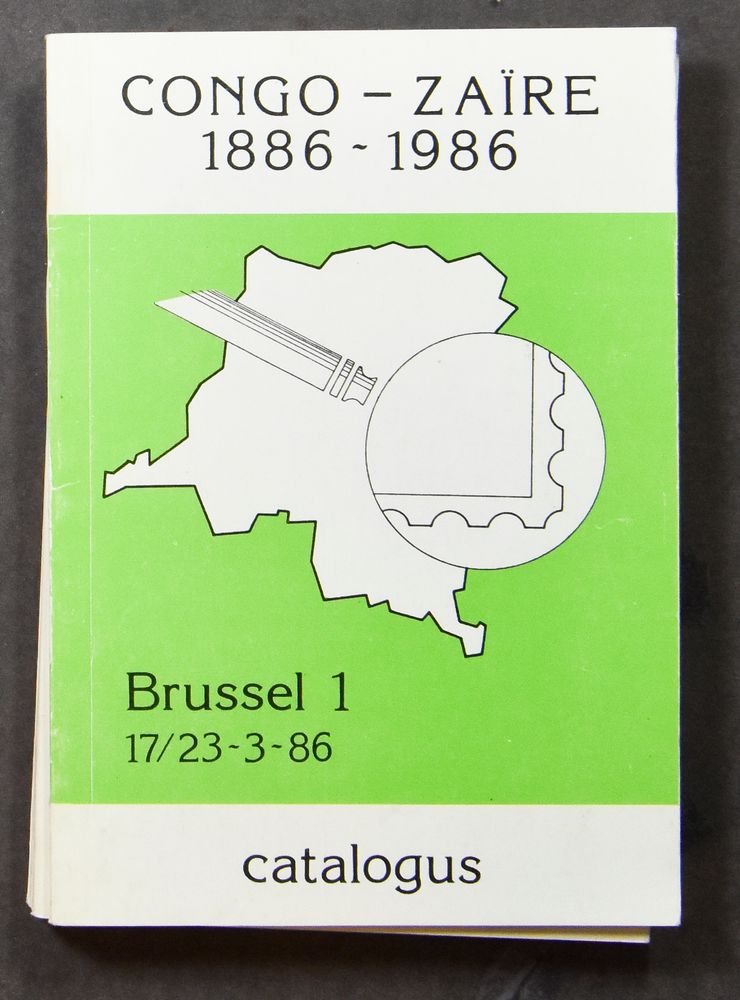 CONGO – ZAÏRE
1886 ~ 1986
Brussel 1
17/23~3~86
catalogus